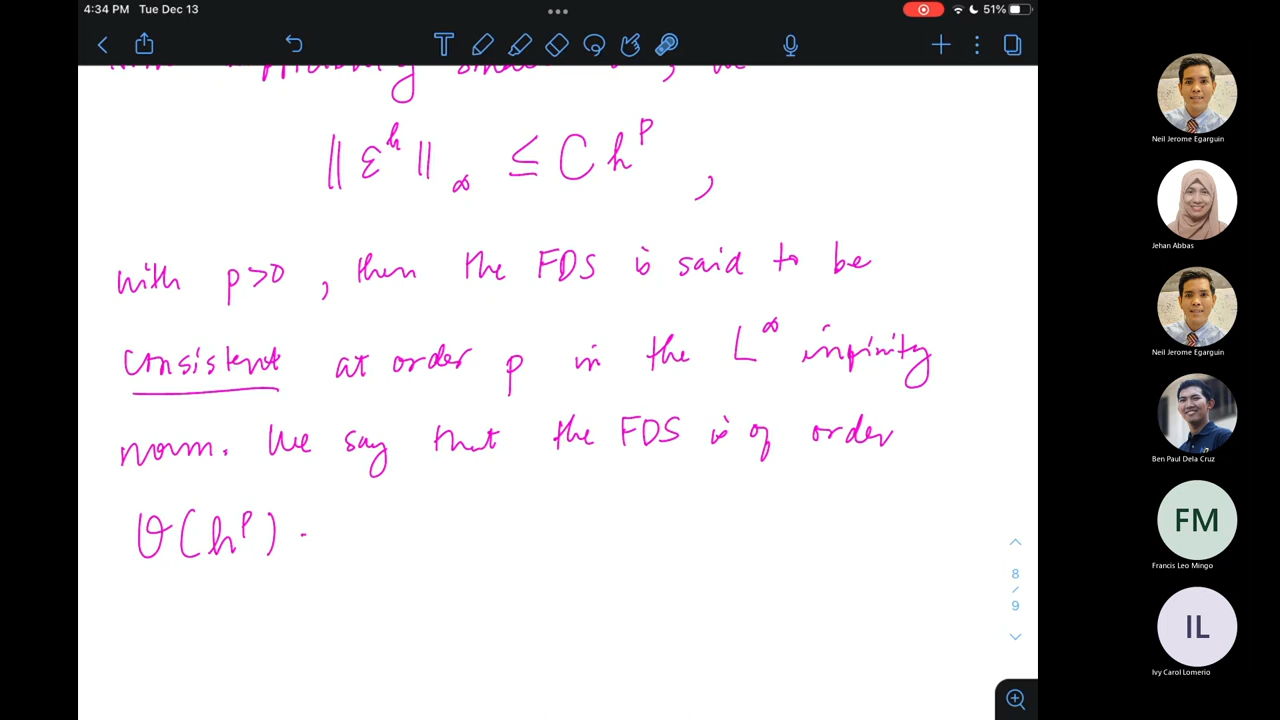 4:34 PM Tue Dec 13
51%
‖ε^h‖_∞ ≤ C h^p ,
with p>0 , then the FDS is said to be
consistent at order p in the L^∞ infinity
norm. We say that the FDS is of order
O(h^p) .
8
/
9
Neil Jerome Egarguin
Jehan Abbas
Neil Jerome Egarguin
Ben Paul Dela Cruz
FM
Francis Leo Mingo
IL
Ivy Carol Lomerio